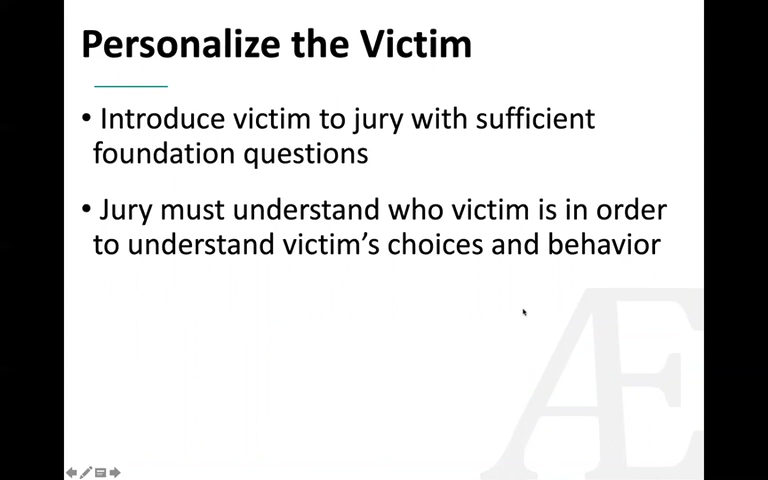 Personalize the Victim
• Introduce victim to jury with sufficient
foundation questions
• Jury must understand who victim is in order
to understand victim’s choices and behavior
Æ